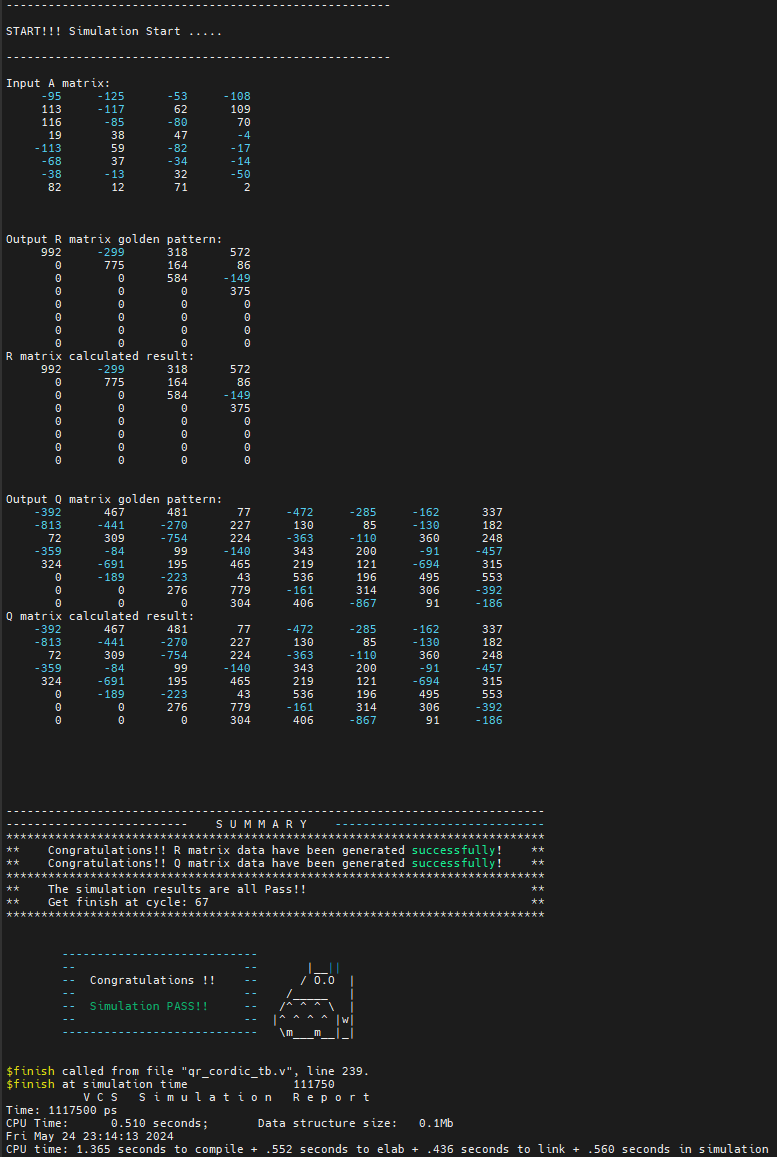 -------------------------------------------------------
START!!! Simulation Start .....
-------------------------------------------------------
Input A matrix:
-95 -125 -53 -108
113 -117 62 109
116 -85 -80 70
19 38 47 -4
-113 59 -82 -17
-68 37 -34 -14
-38 -13 32 -50
82 12 71 2
Output R matrix golden pattern:
992 -299 318 572
0 775 164 86
0 0 584 -149
0 0 0 375
0 0 0 0
0 0 0 0
0 0 0 0
0 0 0 0
R matrix calculated result:
992 -299 318 572
0 775 164 86
0 0 584 -149
0 0 0 375
0 0 0 0
0 0 0 0
0 0 0 0
0 0 0 0
Output Q matrix golden pattern:
-392 467 481 77 -472 -285 -162 337
-813 -441 -270 227 130 85 -130 182
72 309 -754 224 -363 -110 360 248
-359 -84 99 -140 343 200 -91 -457
324 -691 195 465 219 121 -694 315
0 -189 -223 43 536 196 495 553
0 0 276 779 -161 314 306 -392
0 0 0 304 406 -867 91 -186
Q matrix calculated result:
-392 467 481 77 -472 -285 -162 337
-813 -441 -270 227 130 85 -130 182
72 309 -754 224 -363 -110 360 248
-359 -84 99 -140 343 200 -91 -457
324 -691 195 465 219 121 -694 315
0 -189 -223 43 536 196 495 553
0 0 276 779 -161 314 306 -392
0 0 0 304 406 -867 91 -186
-----------------------------------------------------------------------------
--------------------------    S U M M A R Y    ------------------------------
*****************************************************************************
**    Congratulations!! R matrix data have been generated successfully!    **
**    Congratulations!! Q matrix data have been generated successfully!    **
*****************************************************************************
**    The simulation results are all Pass!!                                **
**    Get finish at cycle: 67                                              **
*****************************************************************************
----------------------------
--                        --       |__||
--  Congratulations !!    --      / O.O  |
--                        --    /_____   |
--  Simulation PASS!!     --   /^ ^ ^ \  |
--                        --  |^ ^ ^ ^ |w|
----------------------------   \m___m__|_|
$finish called from file "qr_cordic_tb.v", line 239.
$finish at simulation time               111750
V C S   S i m u l a t i o n   R e p o r t
Time: 1117500 ps
CPU Time:      0.510 seconds;       Data structure size:   0.1Mb
Fri May 24 23:14:13 2024
CPU time: 1.365 seconds to compile + .552 seconds to elab + .436 seconds to link + .560 seconds in simulation